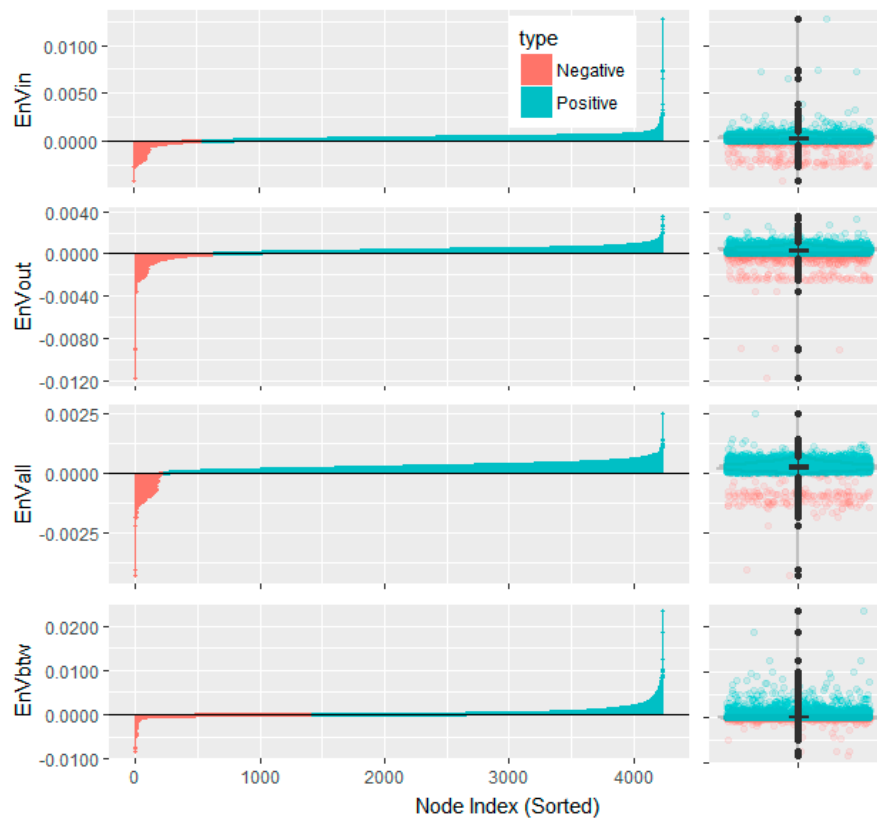 type
Negative
Positive
EnVin
0.0100
0.0050
0.0000
EnVout
0.0040
0.0000
-0.0040
-0.0080
-0.0120
EnVall
0.0025
0.0000
-0.0025
EnVbtw
0.0200
0.0100
0.0000
-0.0100
0 1000 2000 3000 4000
Node Index (Sorted)